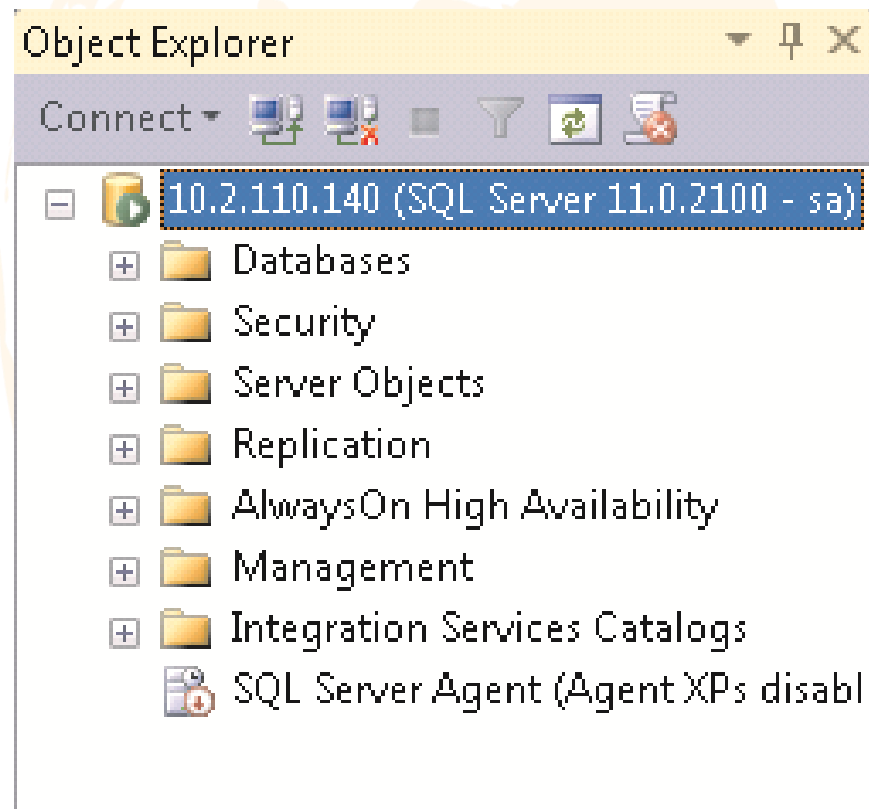 Object Explorer
Connect
10.2.110.140 (SQL Server 11.0.2100 - sa)
Databases
Security
Server Objects
Replication
AlwaysOn High Availability
Management
Integration Services Catalogs
SQL Server Agent (Agent XPs disabl